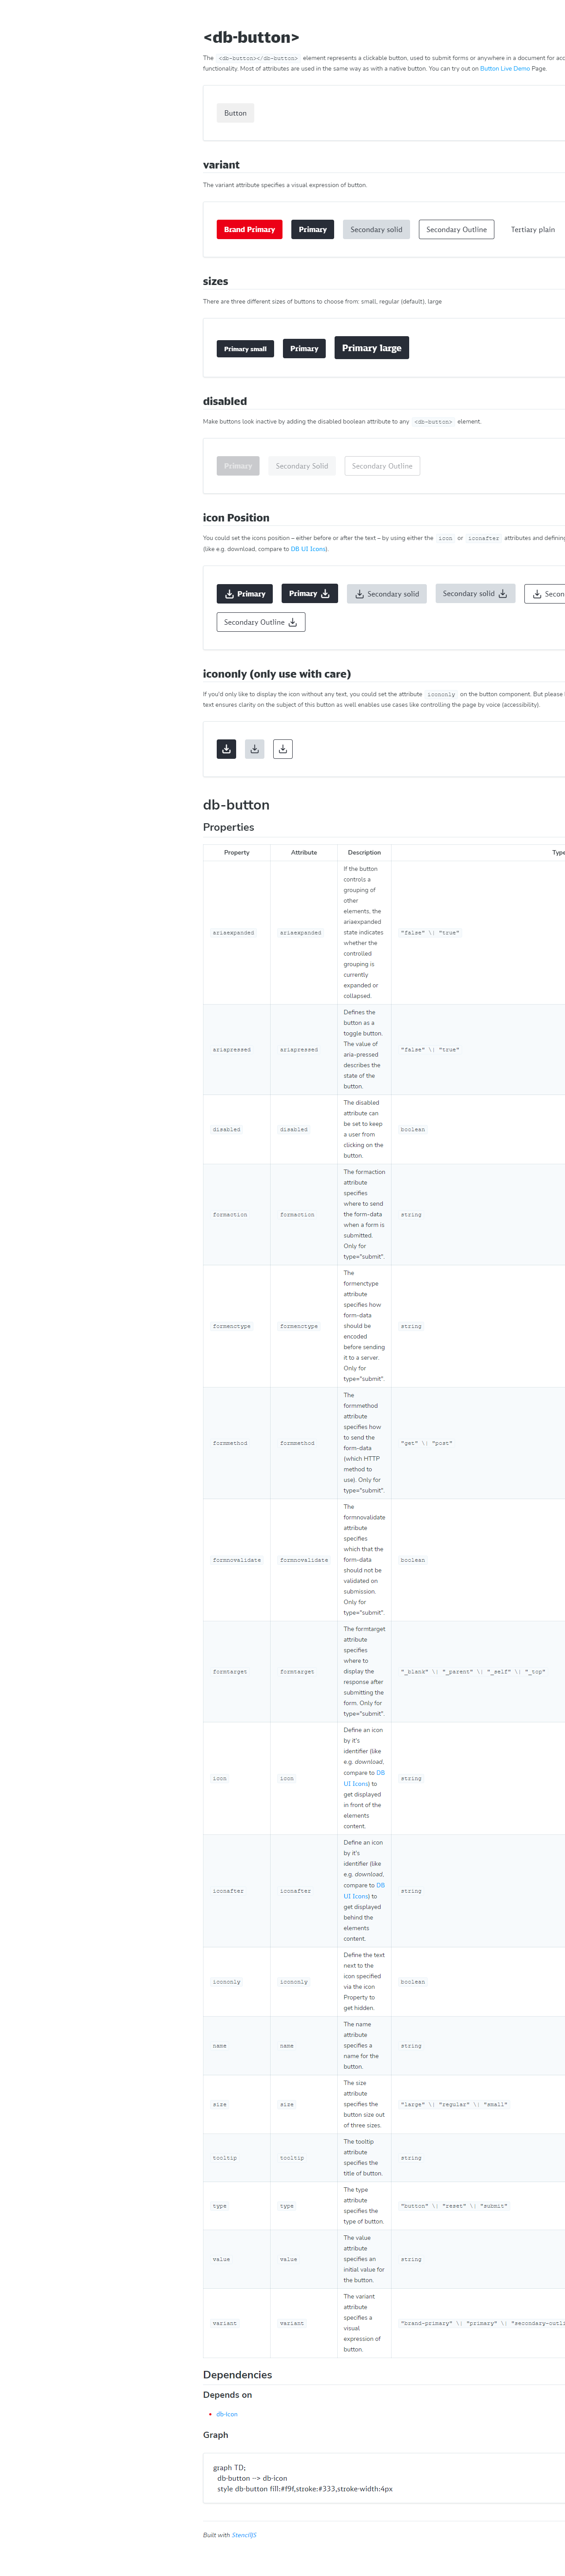 <db-button>
The <db-button></db-button> element represents a clickable button, used to submit forms or anywhere in a document for
functionality. Most of attributes are used in the same way as with a native button. You can try out on Button Live Demo Page.
Button
variant
The variant attribute specifies a visual expression of button.
Brand Primary Primary Secondary solid Secondary Outline Tertiary plain
sizes
There are three different sizes of buttons to choose from: small, regular (default), large
Primary small Primary Primary large
disabled
Make buttons look inactive by adding the disabled boolean attribute to any <db-button> element.
Primary Secondary Solid Secondary Outline
icon Position
You could set the icons position – either before or after the text – by using either the icon or iconafter attributes and
(like e.g. download, compare to DB UI Icons).
Primary Primary Secondary solid Secondary solid
Secondary Outline
icononly (only use with care)
If you'd only like to display the icon without any text, you could set the attribute icononly on the button component. But please
text ensures clarity on the subject of this button as well enables use cases like controlling the page by voice (accessibility).
db-button
Properties
Property Attribute Description Type
ariaexpanded ariaexpanded "false" \| "true"
If the button
controls a
grouping of
other
elements, the
ariaexpanded
state indicates
whether the
controlled
grouping is
currently
expanded or
collapsed.
ariapressed ariapressed "false" \| "true"
Defines the
button as a
toggle button.
The value of
aria-pressed
describes the
state of the
button.
disabled disabled boolean
The disabled
attribute can
be set to keep
a user from
clicking on the
button.
formaction formaction string
The formaction
attribute
specifies
where to send
the form-data
when a form is
submitted.
Only for
type="submit".
formenctype formenctype string
The
formenctype
attribute
specifies how
form-data
should be
encoded
before sending
it to a server.
Only for
type="submit".
formmethod formmethod "get" \| "post"
The
formmethod
attribute
specifies how
to send the
form-data
(which HTTP
method to
use). Only for
type="submit".
formnovalidate formnovalidate boolean
The
formnovalidate
attribute
specifies
which that the
form-data
should not be
validated on
submission.
Only for
type="submit".
formtarget formtarget "_blank" \| "_parent" \| "_self" \| "_top"
The formtarget
attribute
specifies
where to
display the
response after
submitting the
form. Only for
type="submit".
icon icon string
Define an icon
by it's
identifier (like
e.g. download,
compare to DB
UI Icons) to
get displayed
in front of the
elements
content.
iconafter iconafter string
Define an icon
by it's
identifier (like
e.g. download,
compare to DB
UI Icons) to
get displayed
behind the
elements
content.
icononly icononly boolean
Define the text
next to the
icon specified
via the icon
Property to
get hidden.
name name string
The name
attribute
specifies a
name for the
button.
size size "large" \| "regular" \| "small"
The size
attribute
specifies the
button size out
of three sizes.
tooltip tooltip string
The tooltip
attribute
specifies the
title of button.
type type "button" \| "reset" \| "submit"
The type
attribute
specifies the
type of button.
value value string
The value
attribute
specifies an
initial value for
the button.
variant variant "brand-primary" \| "primary" \|
The variant
attribute
specifies a
visual
expression of
button.
Dependencies
Depends on
db-icon
Graph
graph TD;
db-button --> db-icon
style db-button fill:#f9f,stroke:#333,stroke-width:4px
Built with StencilJS